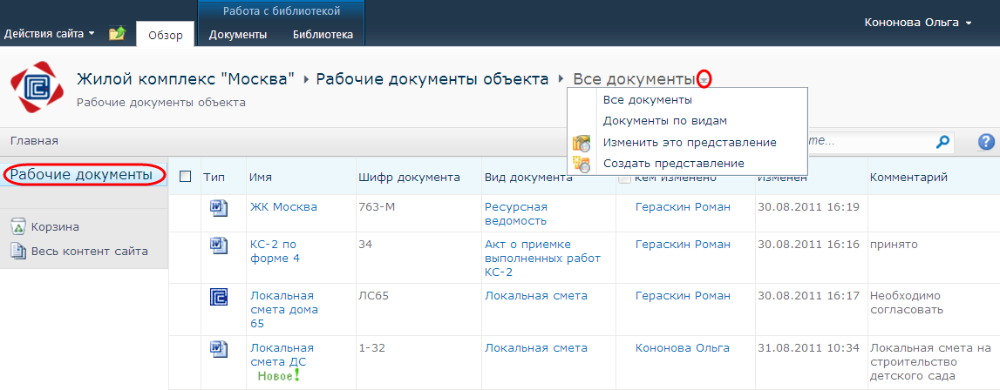 Работа с библиотекой
Действия сайта
Обзор
Документы
Библиотека
Кононова Ольга
Жилой комплекс "Москва"
Рабочие документы объекта
Все документы
Рабочие документы объекта
Все документы
Документы по видам
Изменить это представление
Создать представление
Главная
те...
Рабочие документы
Корзина
Весь контент сайта
Тип
Имя
Шифр документа
Вид документа
кем изменено
Изменен
Комментарий
ЖК Москва
763-М
Ресурсная
ведомость
Гераскин Роман
30.08.2011 16:19
КС-2 по
форме 4
34
Акт о приемке
выполненных работ
КС-2
Гераскин Роман
30.08.2011 16:16
принято
Локальная
смета дома
65
ЛС65
Локальная смета
Гераскин Роман
30.08.2011 16:17
Необходимо
согласовать
Локальная
смета ДС
Новое!
1-32
Локальная смета
Кононова Ольга
31.08.2011 10:34
Локальная смета на
строительство
детского сада